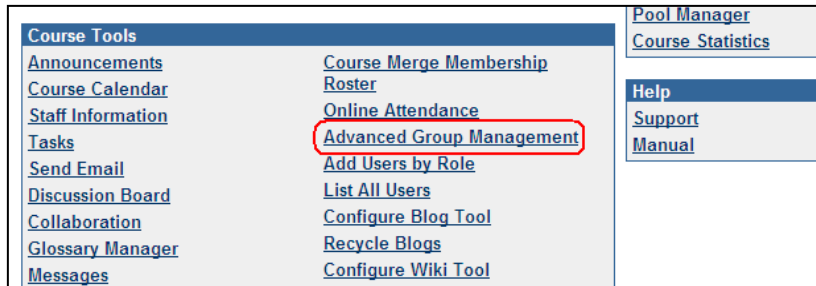 Course Tools
Announcements
Course Calendar
Staff Information
Tasks
Send Email
Discussion Board
Collaboration
Glossary Manager
Messages
Course Merge Membership
Roster
Online Attendance
Advanced Group Management
Add Users by Role
List All Users
Configure Blog Tool
Recycle Blogs
Configure Wiki Tool
Pool Manager
Course Statistics
Help
Support
Manual